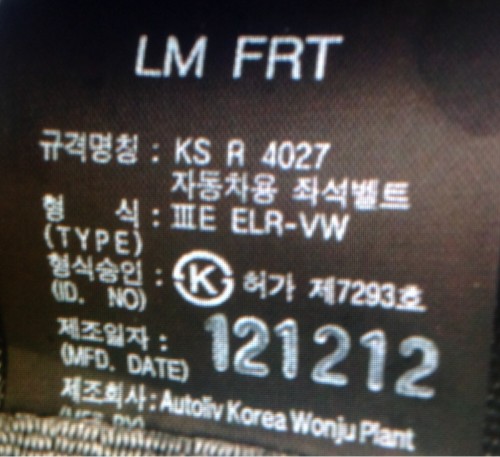 LM FRT
규격명칭 : KS R 4027
자동차용 좌석벨트
형 식 : ⅢE ELR-VW
(TYPE)
형식승인 : K 허가 제7293호
(ID. NO)
제조일자 : 121212
(MFD. DATE)
제조회사 : Autoliv Korea Wonju Plant